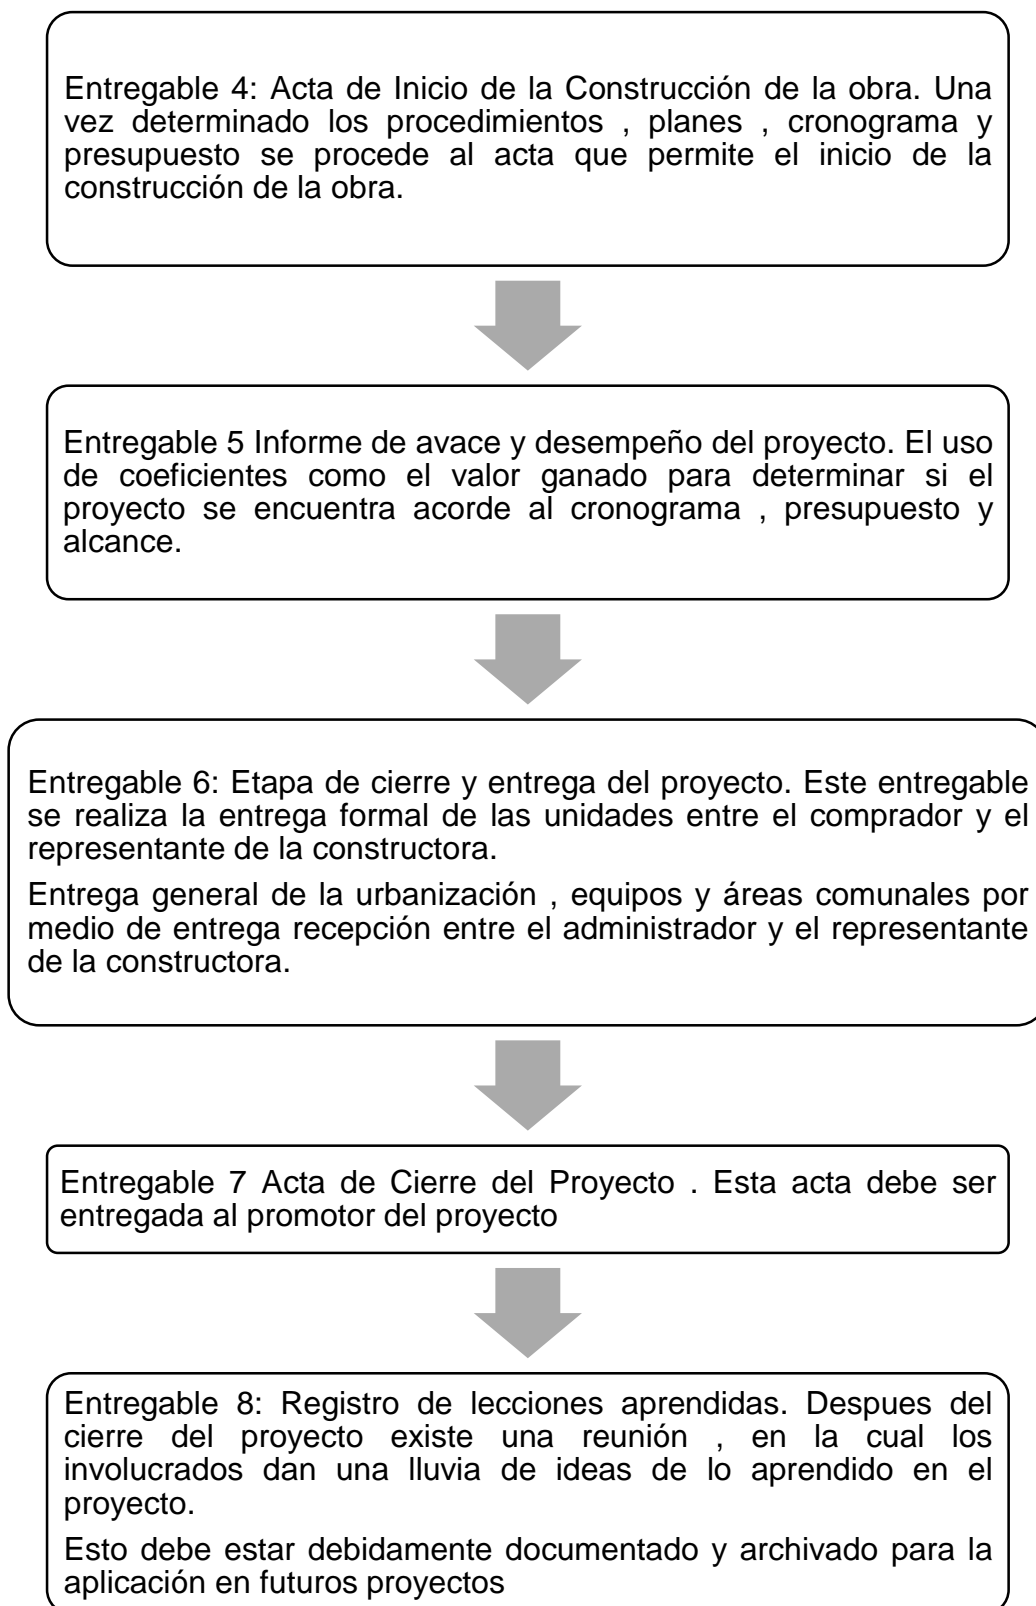 Entregable 4: Acta de Inicio de la Construcción de la obra. Una
vez determinado los procedimientos , planes , cronograma y
presupuesto se procede al acta que permite el inicio de la
construcción de la obra.
Entregable 5 Informe de avace y desempeño del proyecto. El uso
de coeficientes como el valor ganado para determinar si el
proyecto se encuentra acorde al cronograma , presupuesto y
alcance.
Entregable 6: Etapa de cierre y entrega del proyecto. Este entregable
se realiza la entrega formal de las unidades entre el comprador y el
representante de la constructora.
Entrega general de la urbanización , equipos y áreas comunales por
medio de entrega recepción entre el administrador y el representante
de la constructora.
Entregable 7 Acta de Cierre del Proyecto . Esta acta debe ser
entregada al promotor del proyecto
Entregable 8: Registro de lecciones aprendidas. Despues del
cierre del proyecto existe una reunión , en la cual los
involucrados dan una lluvia de ideas de lo aprendido en el
proyecto.
Esto debe estar debidamente documentado y archivado para la
aplicación en futuros proyectos